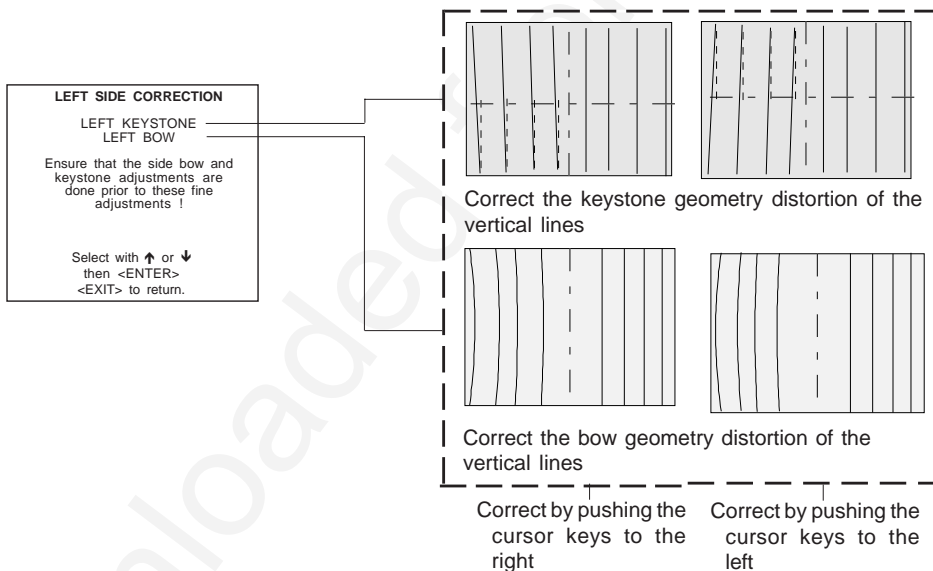 LEFT SIDE CORRECTION
LEFT KEYSTONE
LEFT BOW
Ensure that the side bow and
keystone adjustments are
done prior to these fine
adjustments !
Select with ↑ or ↓
then <ENTER>
<EXIT> to return.
Correct the keystone geometry distortion of the
vertical lines
Correct the bow geometry distortion of the
vertical lines
Correct by pushing the
cursor keys to the
right
Correct by pushing the
cursor keys to the
left